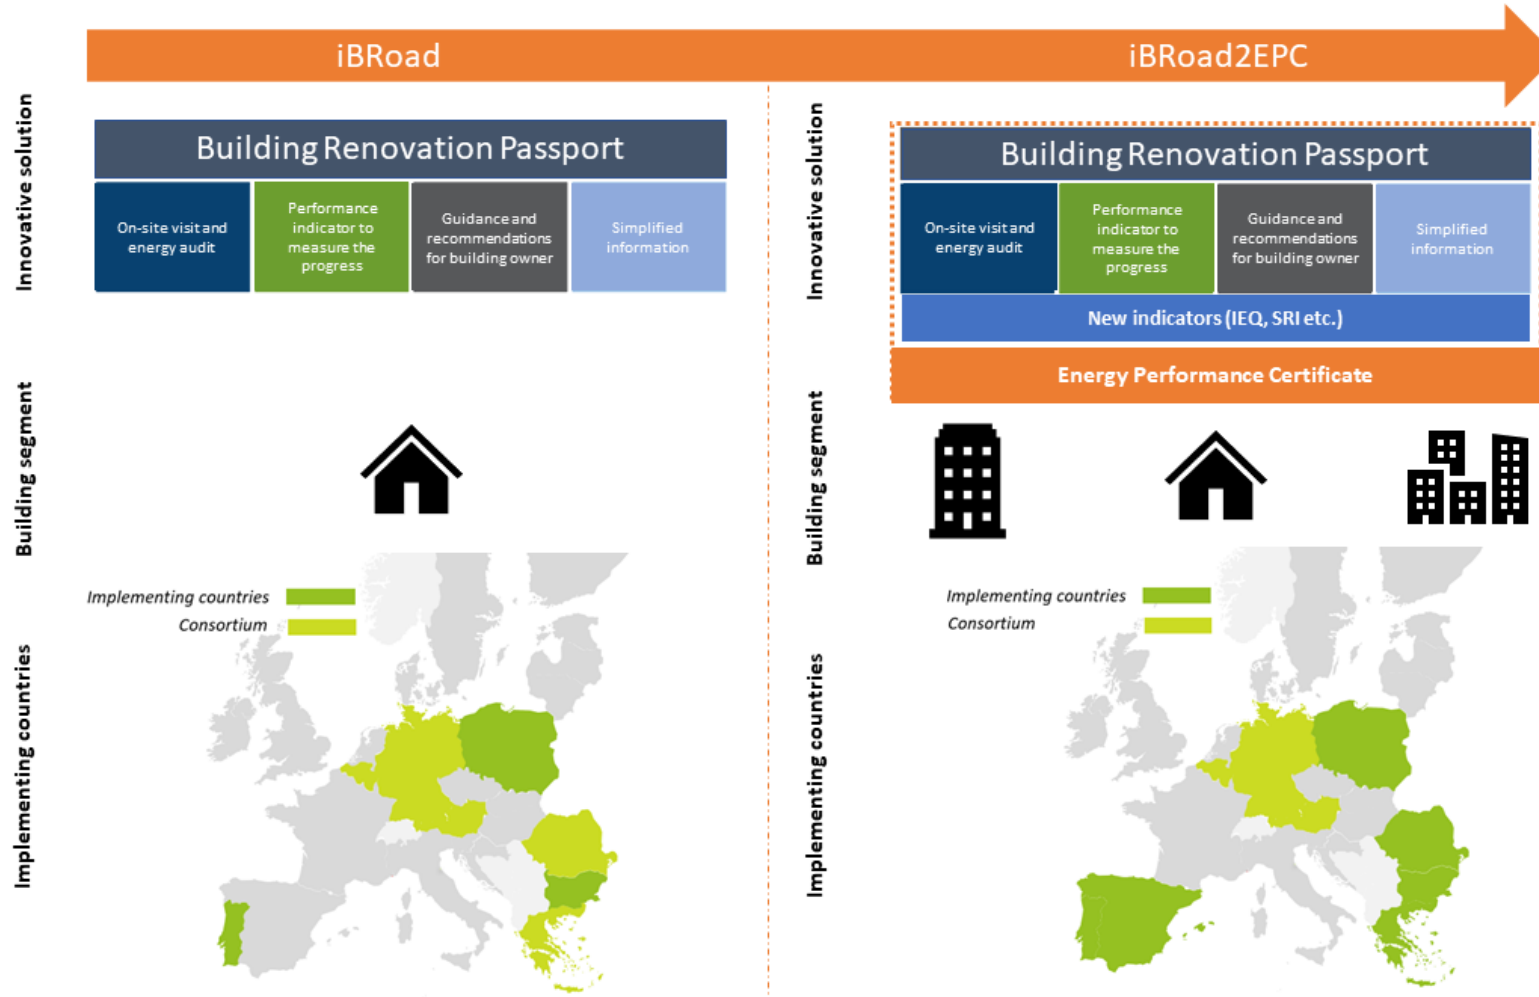 iBRoad
iBRoad2EPC
Innovative solution
Building Renovation Passport
On-site visit and
energy audit
Performance
indicator to
measure the
progress
Guidance and
recommendations
for building owner
Simplified
information
Building segment
Implementing countries
Consortium
Implementing countries
Innovative solution
Building Renovation Passport
On-site visit and
energy audit
Performance
indicator to
measure the
progress
Guidance and
recommendations
for building owner
Simplified
information
New indicators (IEQ, SRI etc.)
Energy Performance Certificate
Building segment
Implementing countries
Consortium
Implementing countries